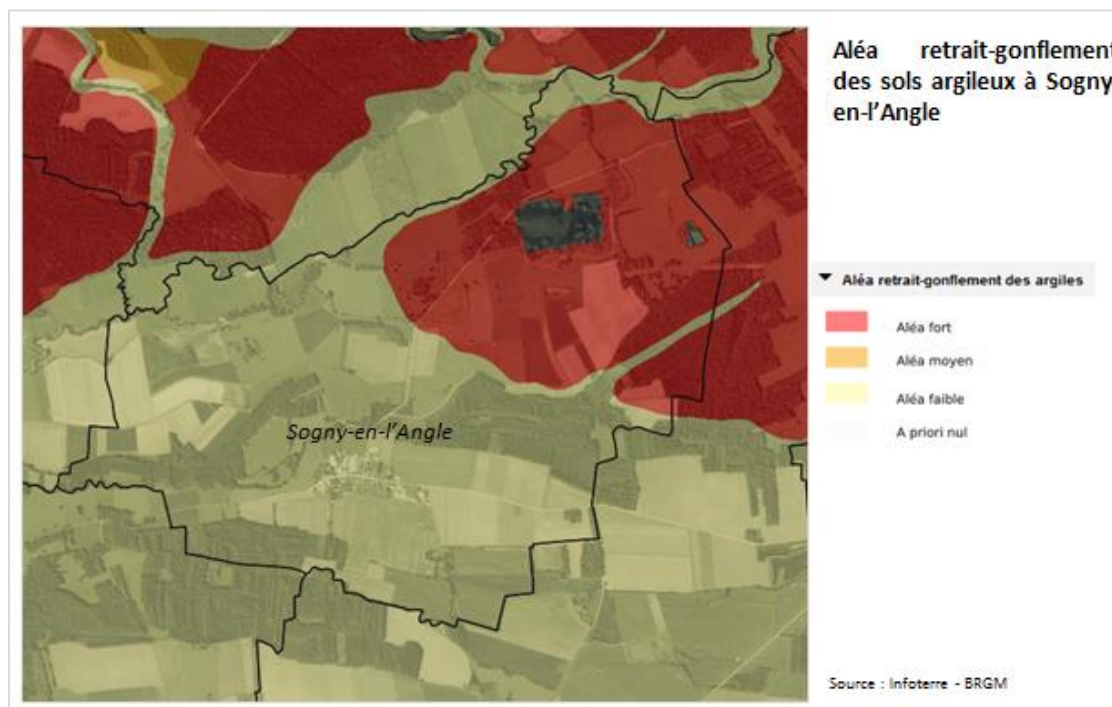 Aléa retrait-gonflement
des sols argileux à Sogny-
en-l’Angle
Sogny-en-l’Angle
Aléa retrait-gonflement des argiles
Aléa fort
Aléa moyen
Aléa faible
A priori nul
Source : Infoterre - BRGM